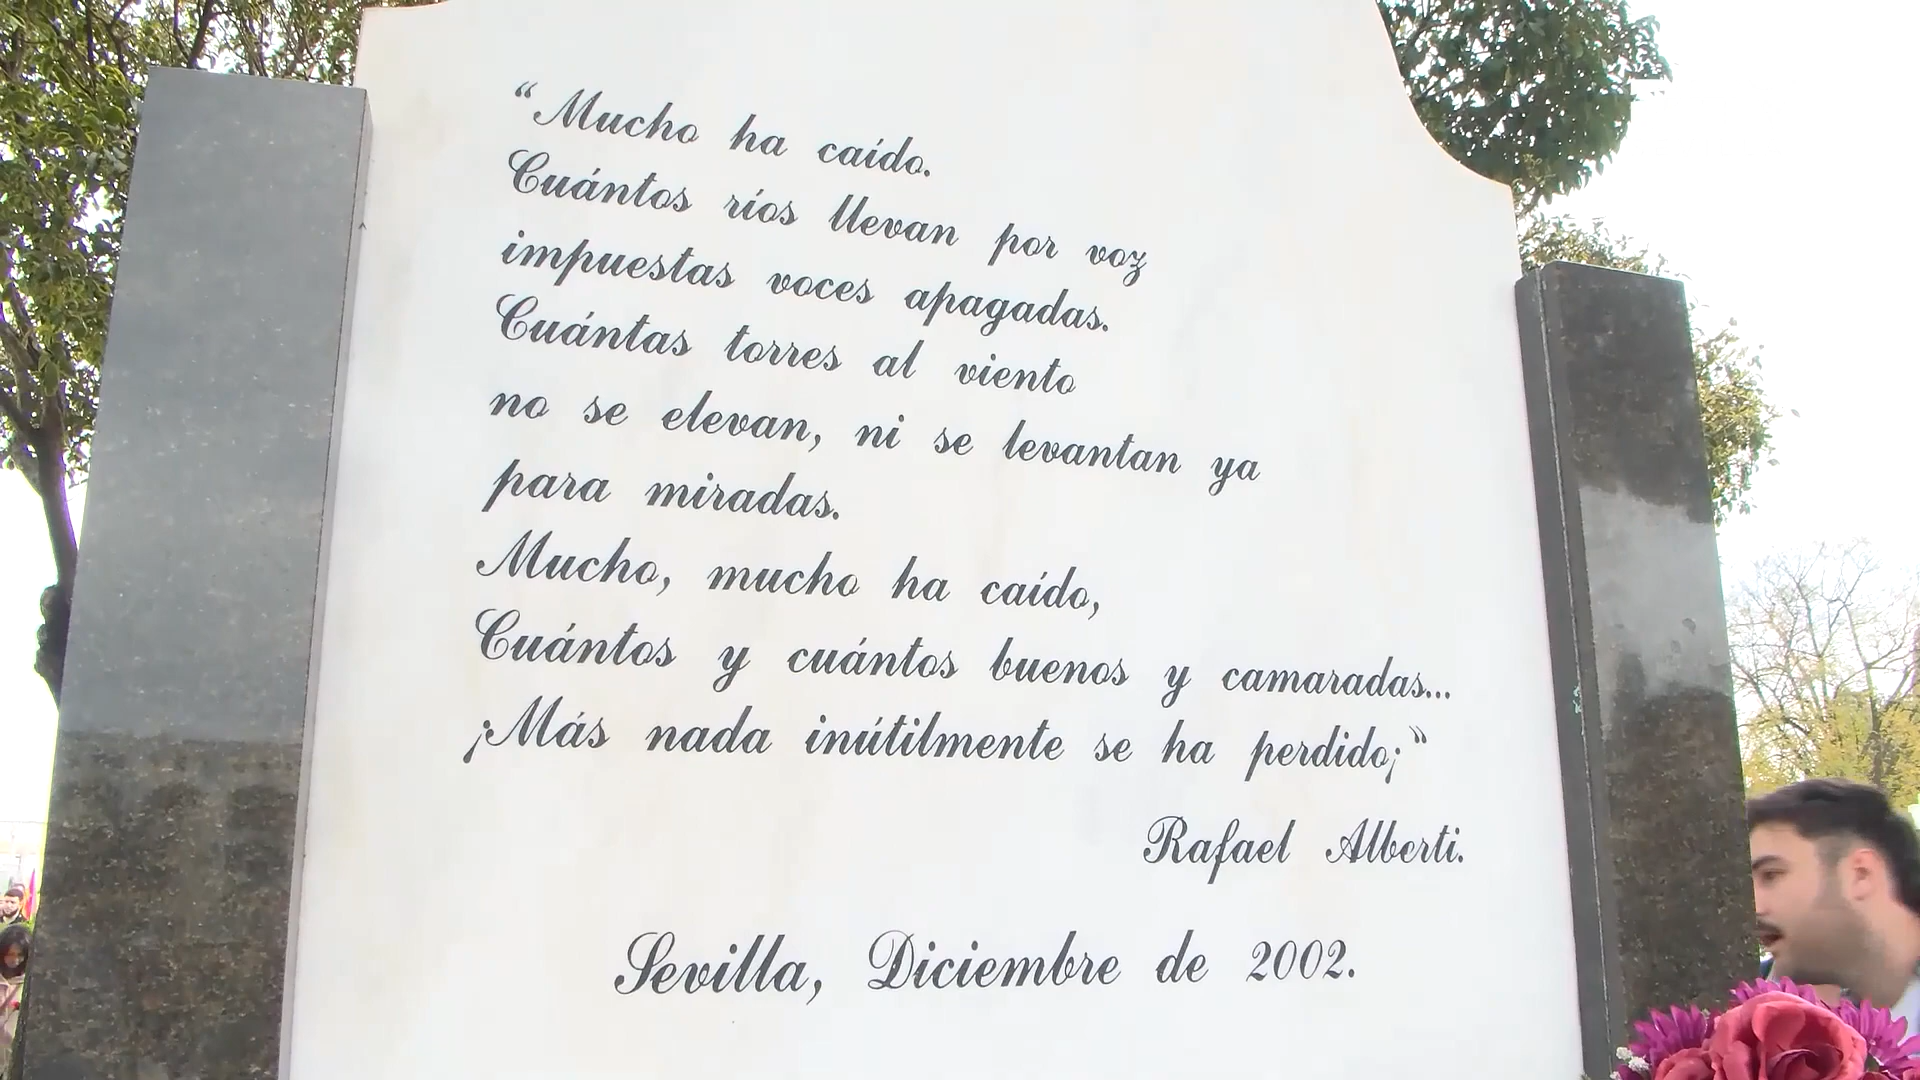 “Mucho ha caído.
Cuántos ríos llevan por voz
impuestas voces apagadas.
Cuántas torres al viento
no se elevan, ni se levantan ya
para miradas.
Mucho, mucho ha caído,
Cuántos y cuántos buenos y camaradas...
¡Más nada inútilmente se ha perdido¡”
Rafael Alberti.
Sevilla, Diciembre de 2002.